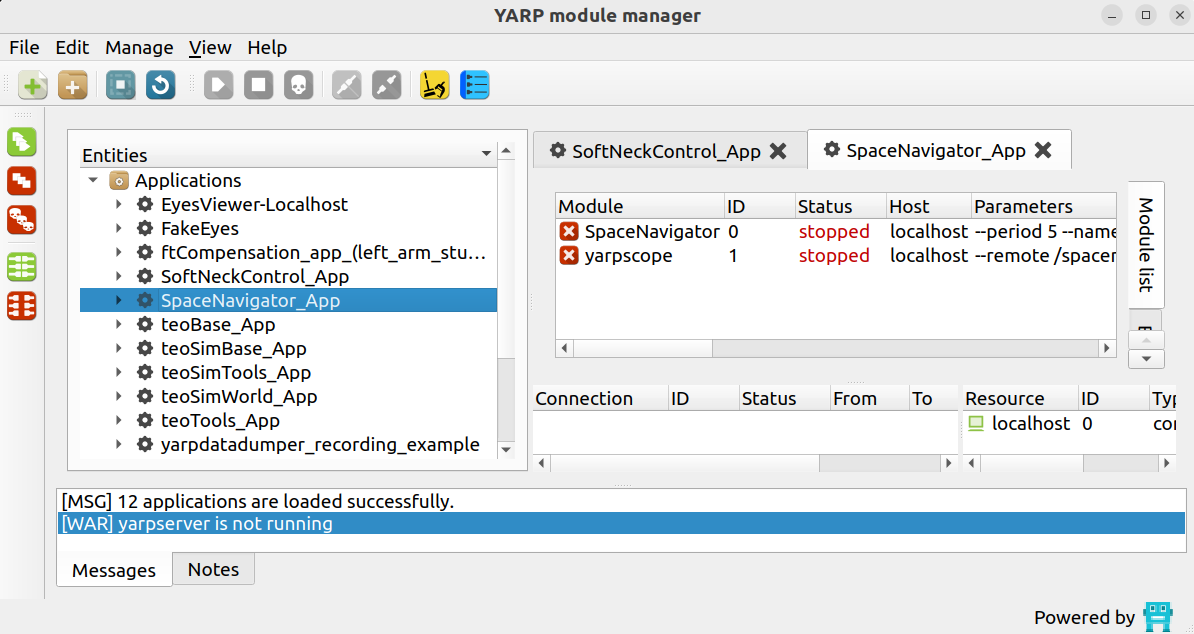 YARP module manager
File Edit Manage View Help
Entities
Applications
EyesViewer-Localhost
FakeEyes
ftCompensation_app_(left_arm_stu...
SoftNeckControl_App
SpaceNavigator_App
teoBase_App
teoSimBase_App
teoSimTools_App
teoSimWorld_App
teoTools_App
yarpdatadumper_recording_example
SoftNeckControl_App SpaceNavigator_App
Module ID Status Host Parameters
SpaceNavigator 0 stopped localhost --period 5 --name
yarpscope 1 stopped localhost --remote /spacer
Module list
Connection ID Status From To
Resource ID Typ
localhost 0 con
[MSG] 12 applications are loaded successfully.
[WAR] yarpserver is not running
Messages Notes
Powered by